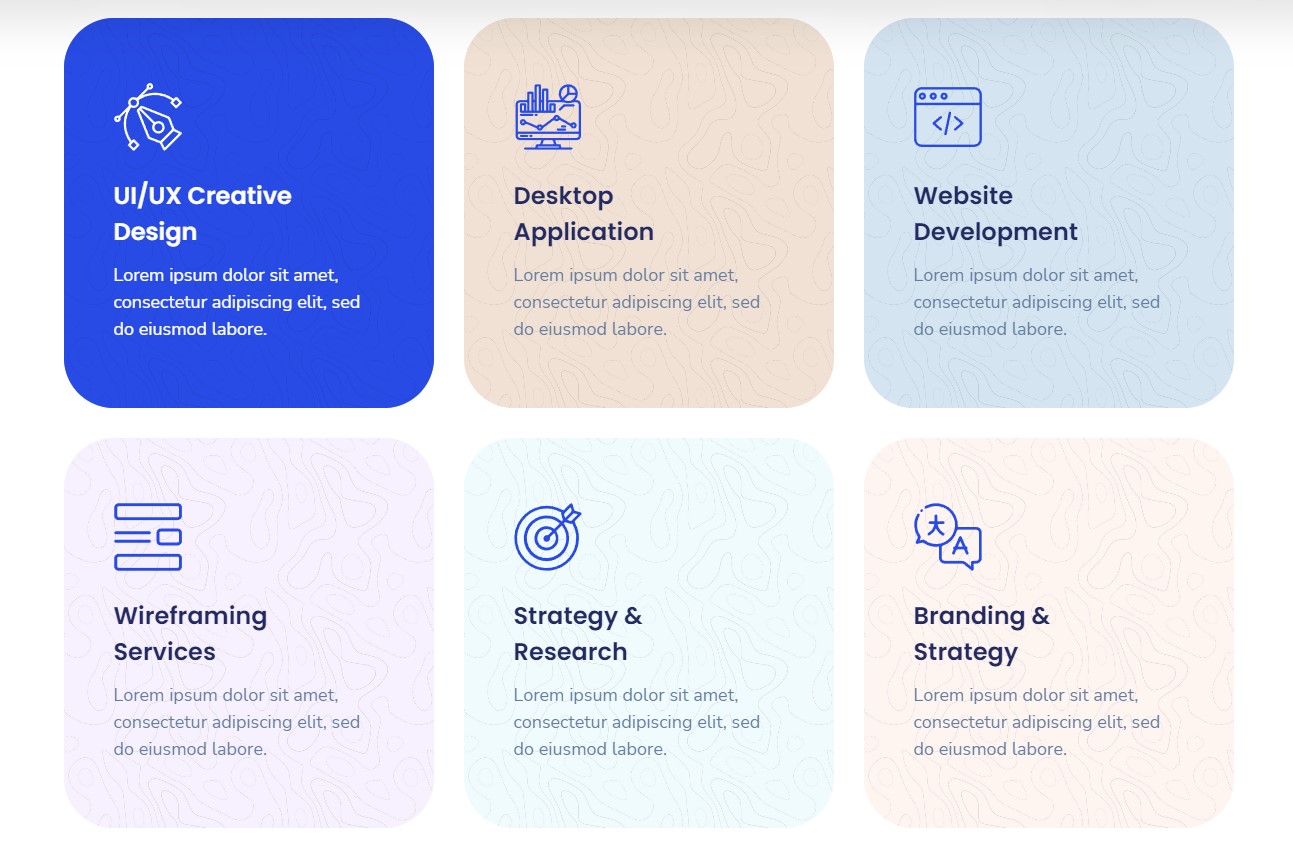 UI/UX Creative
Design
Lorem ipsum dolor sit amet,
consectetur adipiscing elit, sed
do eiusmod labore.
Desktop
Application
Lorem ipsum dolor sit amet,
consectetur adipiscing elit, sed
do eiusmod labore.
</>
Website
Development
Lorem ipsum dolor sit amet,
consectetur adipiscing elit, sed
do eiusmod labore.
Wireframing
Services
Lorem ipsum dolor sit amet,
consectetur adipiscing elit, sed
do eiusmod labore.
Strategy &
Research
Lorem ipsum dolor sit amet,
consectetur adipiscing elit, sed
do eiusmod labore.
A
Branding &
Strategy
Lorem ipsum dolor sit amet,
consectetur adipiscing elit, sed
do eiusmod labore.